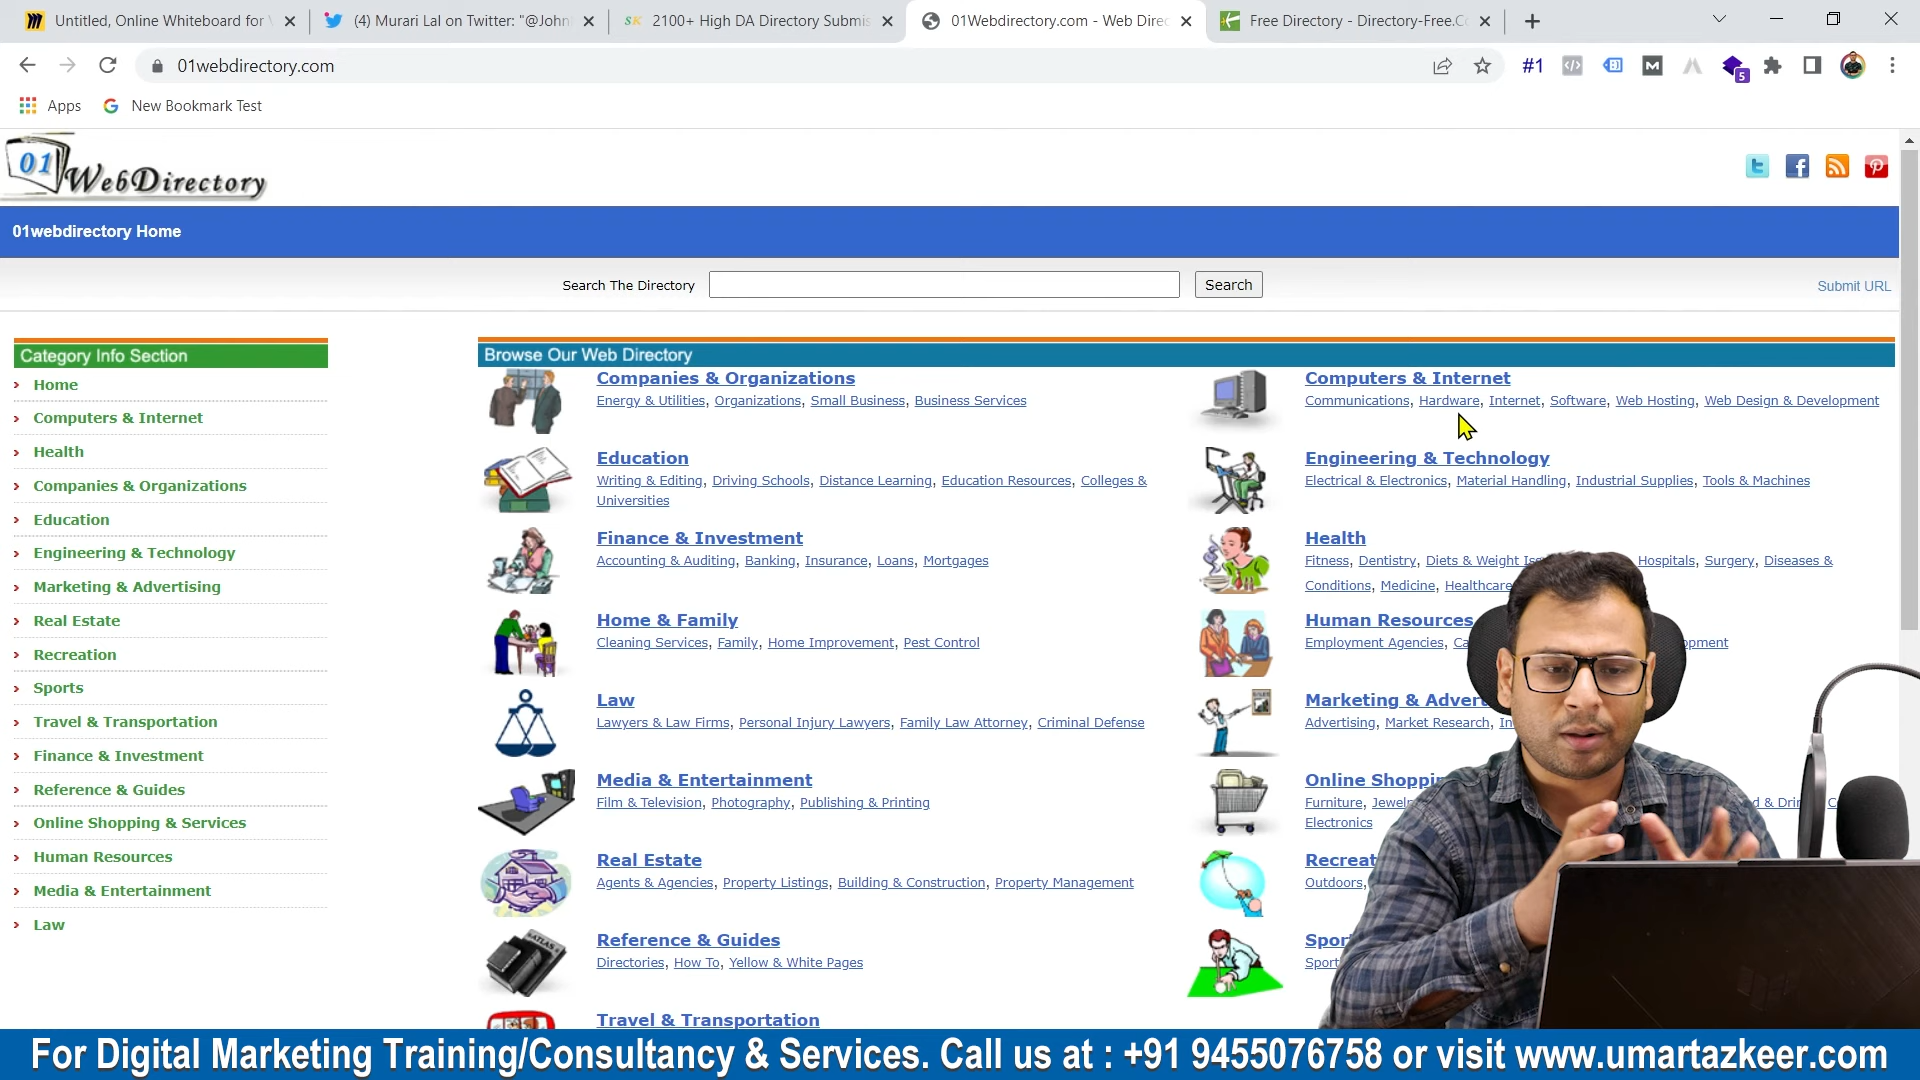 Untitled, Online Whiteboard for
(4) Murari Lal on Twitter: "@John
SK 2100+ High DA Directory Submis
01Webdirectory.com - Web Direc
Free Directory - Directory-Free.Co
01webdirectory.com
#1
5
Apps
New Bookmark Test
01 WebDirectory
01webdirectory Home
Search The Directory
Search
Submit URL
Category Info Section
Home
Computers & Internet
Health
Companies & Organizations
Education
Engineering & Technology
Marketing & Advertising
Real Estate
Recreation
Sports
Travel & Transportation
Finance & Investment
Reference & Guides
Online Shopping & Services
Human Resources
Media & Entertainment
Law
Browse Our Web Directory
Companies & Organizations
Energy & Utilities, Organizations, Small Business, Business Services
Computers & Internet
Communications, Hardware, Internet, Software, Web Hosting, Web Design & Development
Education
Writing & Editing, Driving Schools, Distance Learning, Education Resources, Colleges &
Universities
Engineering & Technology
Electrical & Electronics, Material Handling, Industrial Supplies, Tools & Machines
Finance & Investment
Accounting & Auditing, Banking, Insurance, Loans, Mortgages
Health
Fitness, Dentistry, Diets & Weight Hospitals, Surgery, Diseases &
Conditions, Medicine, Healthcare
Home & Family
Cleaning Services, Family, Home Improvement, Pest Control
Human Resources
Employment Agencies,
Law
Lawyers & Law Firms, Personal Injury Lawyers, Family Law Attorney, Criminal Defense
Marketing &
Advertising, Market Research,
Media & Entertainment
Film & Television, Photography, Publishing & Printing
Online
Furniture,
Electronics
Real Estate
Agents & Agencies, Property Listings, Building & Construction, Property Management
Outdoors,
Reference & Guides
Directories, How To, Yellow & White Pages
Travel & Transportation
For Digital Marketing Training/Consultancy & Services. Call us at : +91 9455076758 or visit www.umartazkeer.com